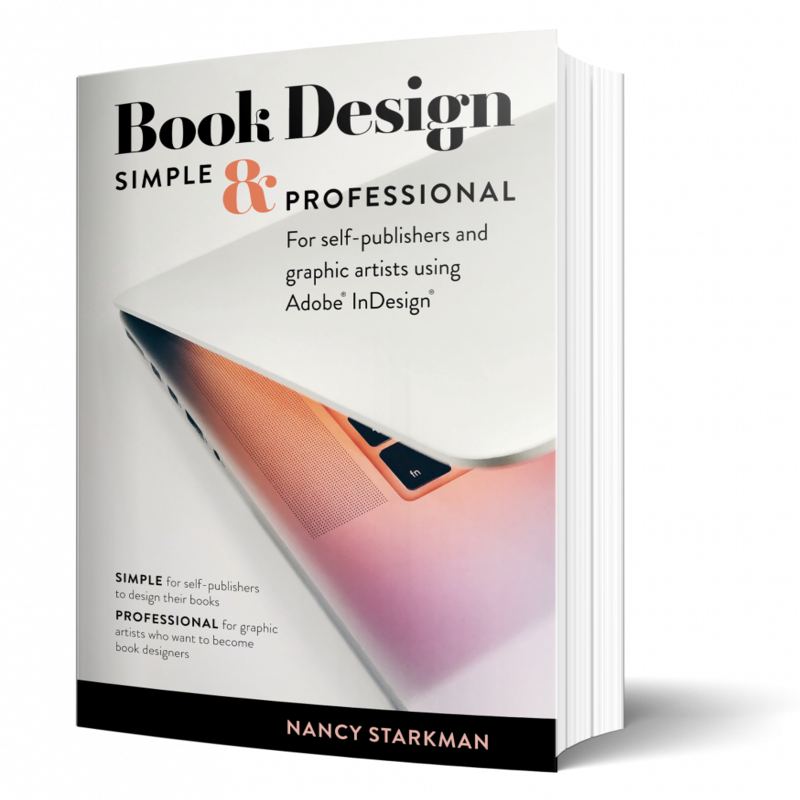 Book Design
SIMPLE & PROFESSIONAL
For self-publishers and
graphic artists using
Adobe® InDesign®
fn
SIMPLE for self-publishers
to design their books
PROFESSIONAL for graphic
artists who want to become
book designers
NANCY STARKMAN